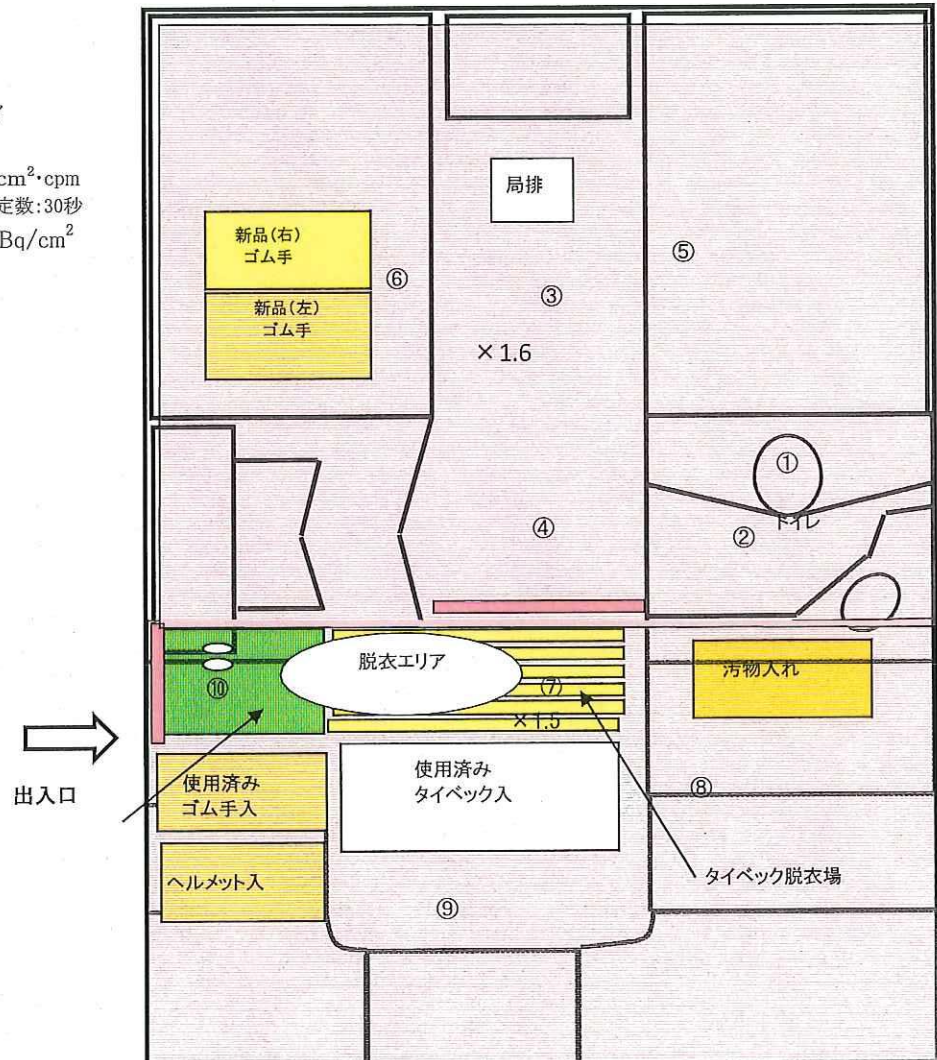 cm²・cpm
定数:30秒
Bq/cm²
局排
新品(右)
ゴム手
新品(左)
ゴム手
⑥
③
⑤
×1.6
①
トイレ
②
④
脱衣エリア
⑩
⑦
×1.5
汚物入れ
出入口
使用済み
ゴム手入
使用済み
タイベック入
⑧
ヘルメット入
タイベック脱衣場
⑨